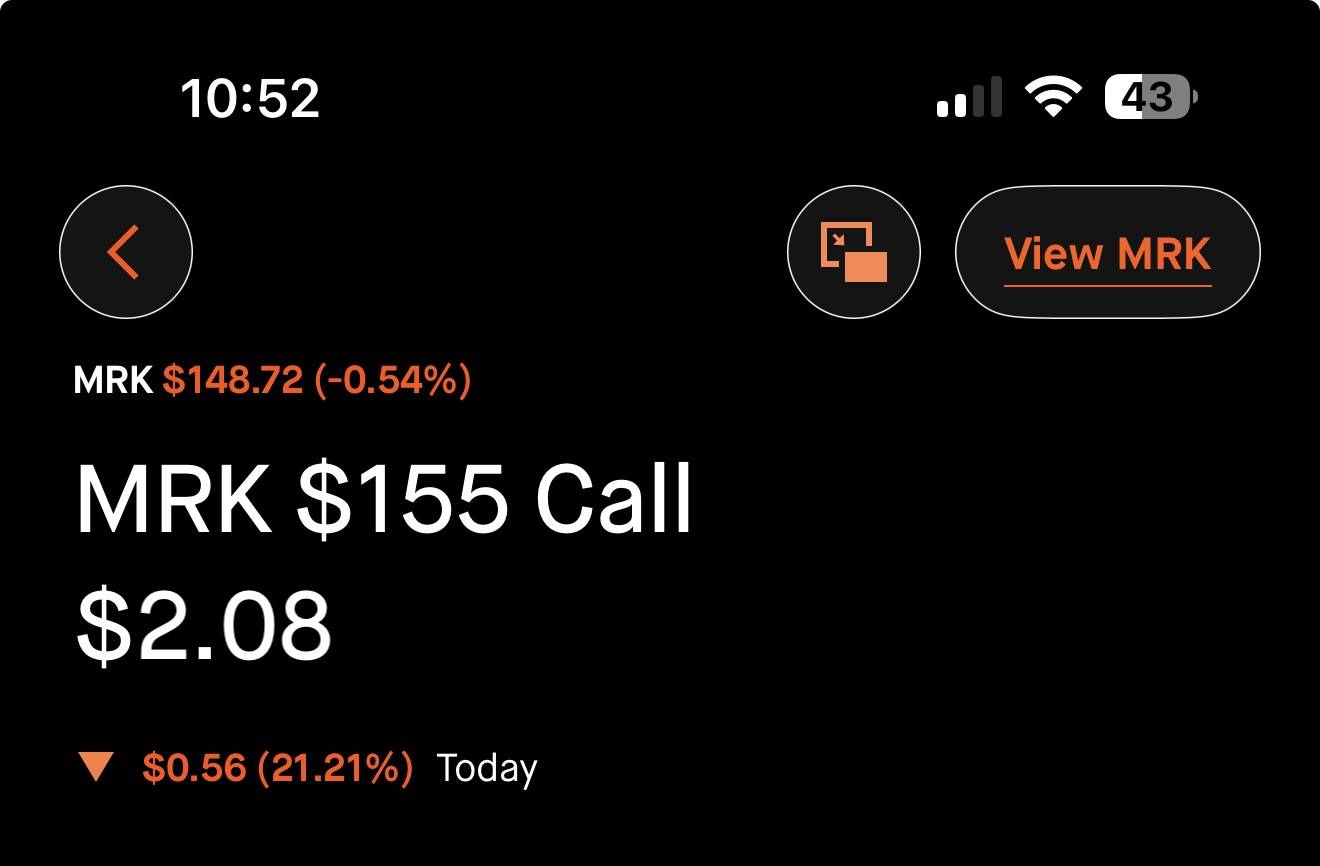 10:52 43
View MRK
MRK $148.72 (-0.54%)
MRK $155 Call
$2.08
▼ $0.56 (21.21%) Today